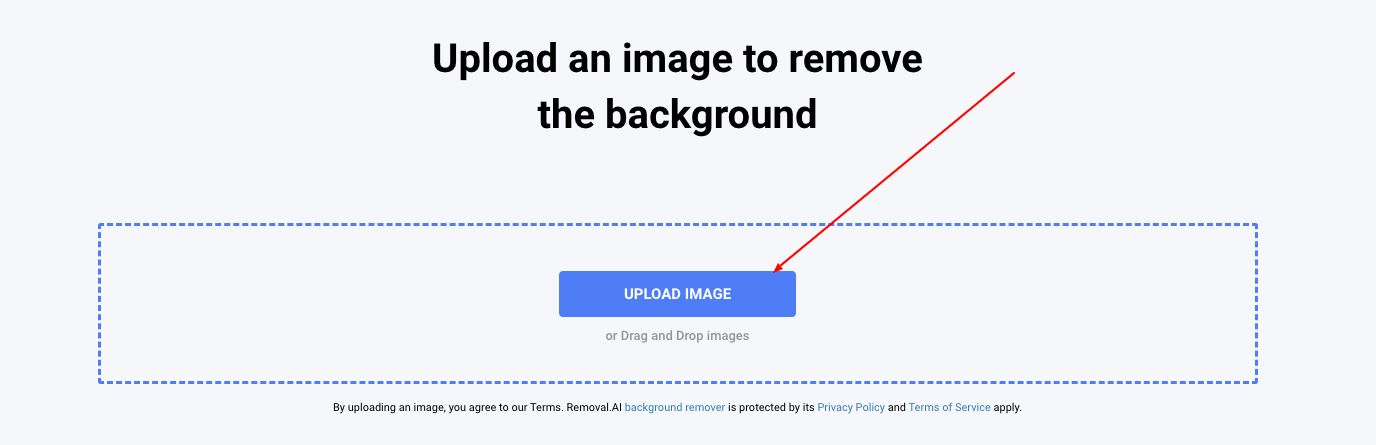 Upload an image to remove
the background
UPLOAD IMAGE
or Drag and Drop images
By uploading an image, you agree to our Terms. Removal.AI background remover is protected by its Privacy Policy and Terms of Service apply.